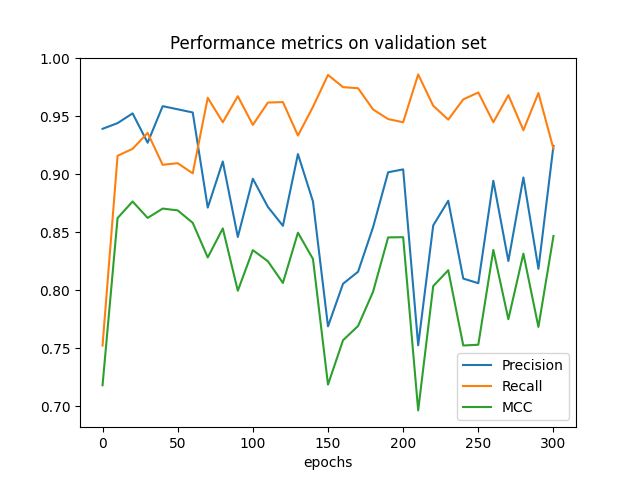 Performance metrics on validation set
1.00
0.95
0.90
0.85
0.80
0.75
0.70
Precision
Recall
MCC
0 50 100 150 200 250 300
epochs